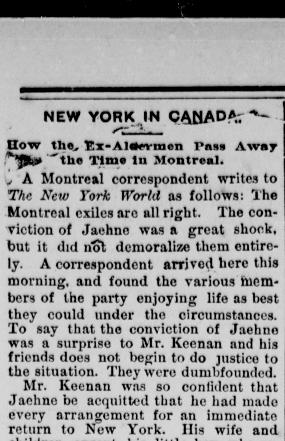 NEW YORK IN CANADA.
How the Ex-Aldermen Pass Away
the Time in Montreal.
A Montreal correspondent writes to
The New York World as follows: The
Montreal exiles are all right. The con-
viction of Jaehne was a great shock,
but it did not demoralize them entire-
ly. A correspondent arrived here this
morning, and found the various mem-
bers of the party enjoying life as best
they could under the circumstances.
To say that the conviction of Jaehne
was a surprise to Mr. Keenan and his
friends does not begin to do justice to
the situation. They were dumbfounded.
Mr. Keenan was so confident that
Jaehne be acquitted that he had made
every arrangement for an immediate
return to New York. His wife and